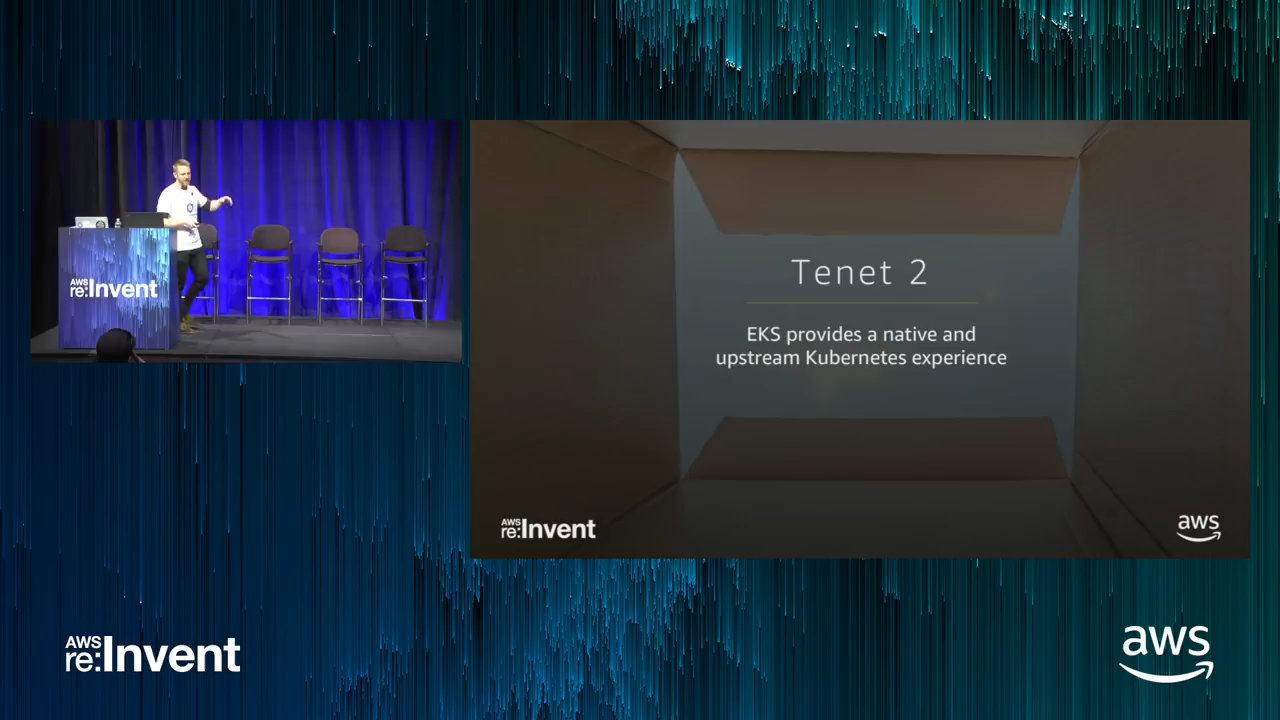 AWS
re:Invent
Tenet 2
EKS provides a native and
upstream Kubernetes experience
AWS
re:Invent
aws
AWS
re:Invent
aws